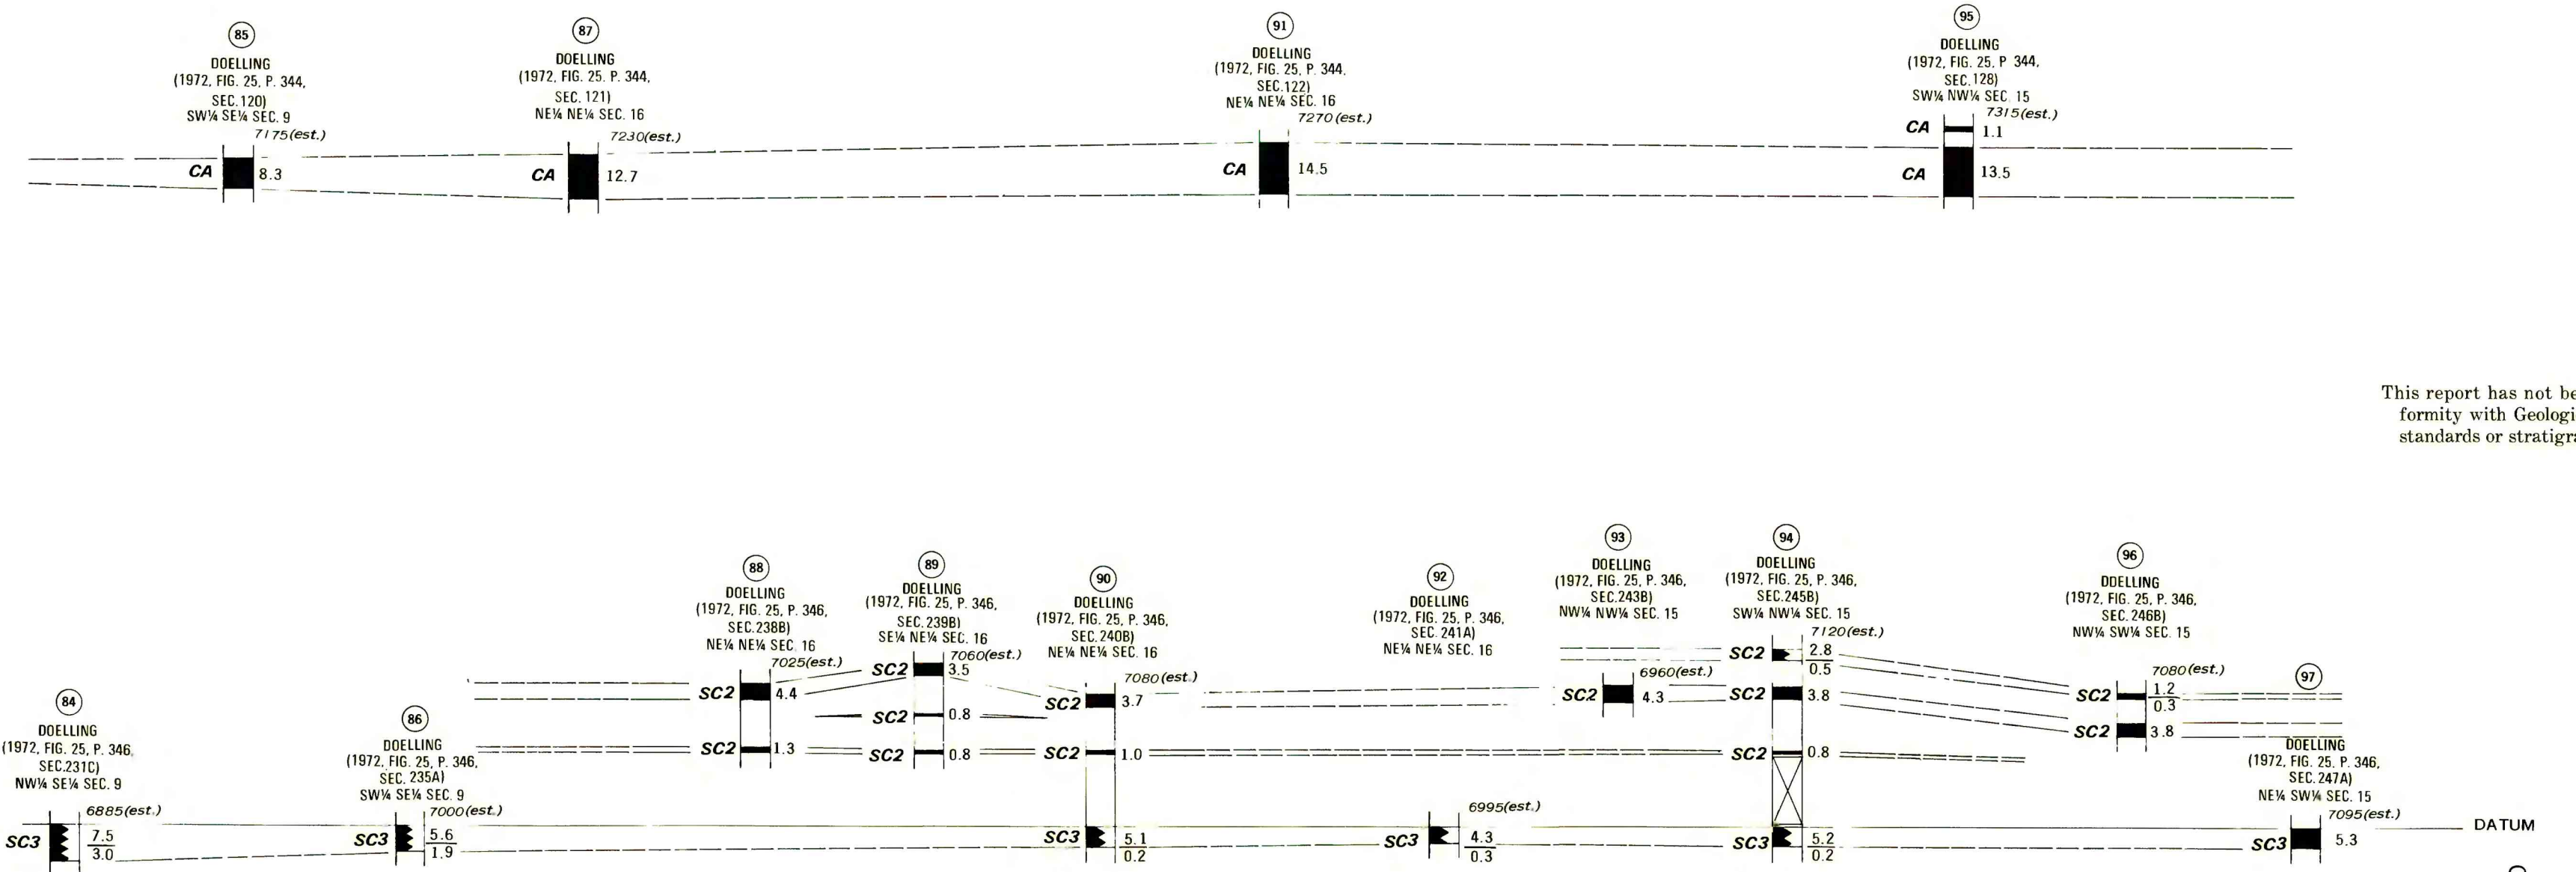 85
DOELLING
(1972, FIG. 25, P. 344,
SEC.120)
SW¼ SE¼ SEC. 9
7175(est.)
CA
8.3
87
DOELLING
(1972, FIG. 25, P. 344,
SEC. 121)
NE¼ NE¼ SEC. 16
7230(est.)
CA
12.7
91
DOELLING
(1972, FIG. 25, P. 344,
SEC.122)
NE¼ NE¼ SEC. 16
7270(est.)
CA
14.5
95
DOELLING
(1972, FIG. 25, P 344,
SEC.128)
SW¼ NW¼ SEC. 15
7315(est.)
CA
1.1
CA
13.5
This report has not be
formity with Geologi
standards or stratigra
84
DOELLING
(1972, FIG. 25, P. 346,
SEC.231C)
NW¼ SE¼ SEC. 9
6885(est.)
SC3
7.5
3.0
86
DOELLING
(1972, FIG. 25, P. 346,
SEC. 235A)
SW¼ SE¼ SEC. 9
7000(est.)
SC3
5.6
1.9
88
DOELLING
(1972, FIG. 25, P. 346,
SEC.238B)
NE¼ NE¼ SEC. 16
7025(est.)
SC2
4.4
SC2
1.3
89
DOELLING
(1972, FIG. 25, P. 346,
SEC.239B)
SE¼ NE¼ SEC. 16
7060(est.)
SC2
3.5
SC2
0.8
SC2
0.8
90
DOELLING
(1972, FIG. 25, P. 346,
SEC.240B)
NE¼ NE¼ SEC. 16
7080(est.)
SC2
3.7
SC2
1.0
SC3
5.1
0.2
92
DOELLING
(1972, FIG. 25, P. 346,
SEC. 241A)
NE¼ NE¼ SEC. 16
6995(est.)
SC3
4.3
0.3
93
DOELLING
(1972, FIG. 25, P. 346,
SEC.243B)
NW¼ NW¼ SEC. 15
6960(est.)
SC2
4.3
94
DOELLING
(1972, FIG. 25, P. 346,
SEC.245B)
SW¼ NW¼ SEC. 15
7120(est.)
SC2
2.8
0.5
SC2
3.8
SC2
0.8
SC3
5.2
0.2
96
DOELLING
(1972, FIG. 25, P. 346,
SEC.246B)
NW¼ SW¼ SEC. 15
7080(est.)
SC2
1.2
0.3
SC2
3.8
97
DOELLING
(1972, FIG. 25, P. 346,
SEC.247A)
NE¼ SW¼ SEC. 15
7095(est.)
SC3
5.3
DATUM